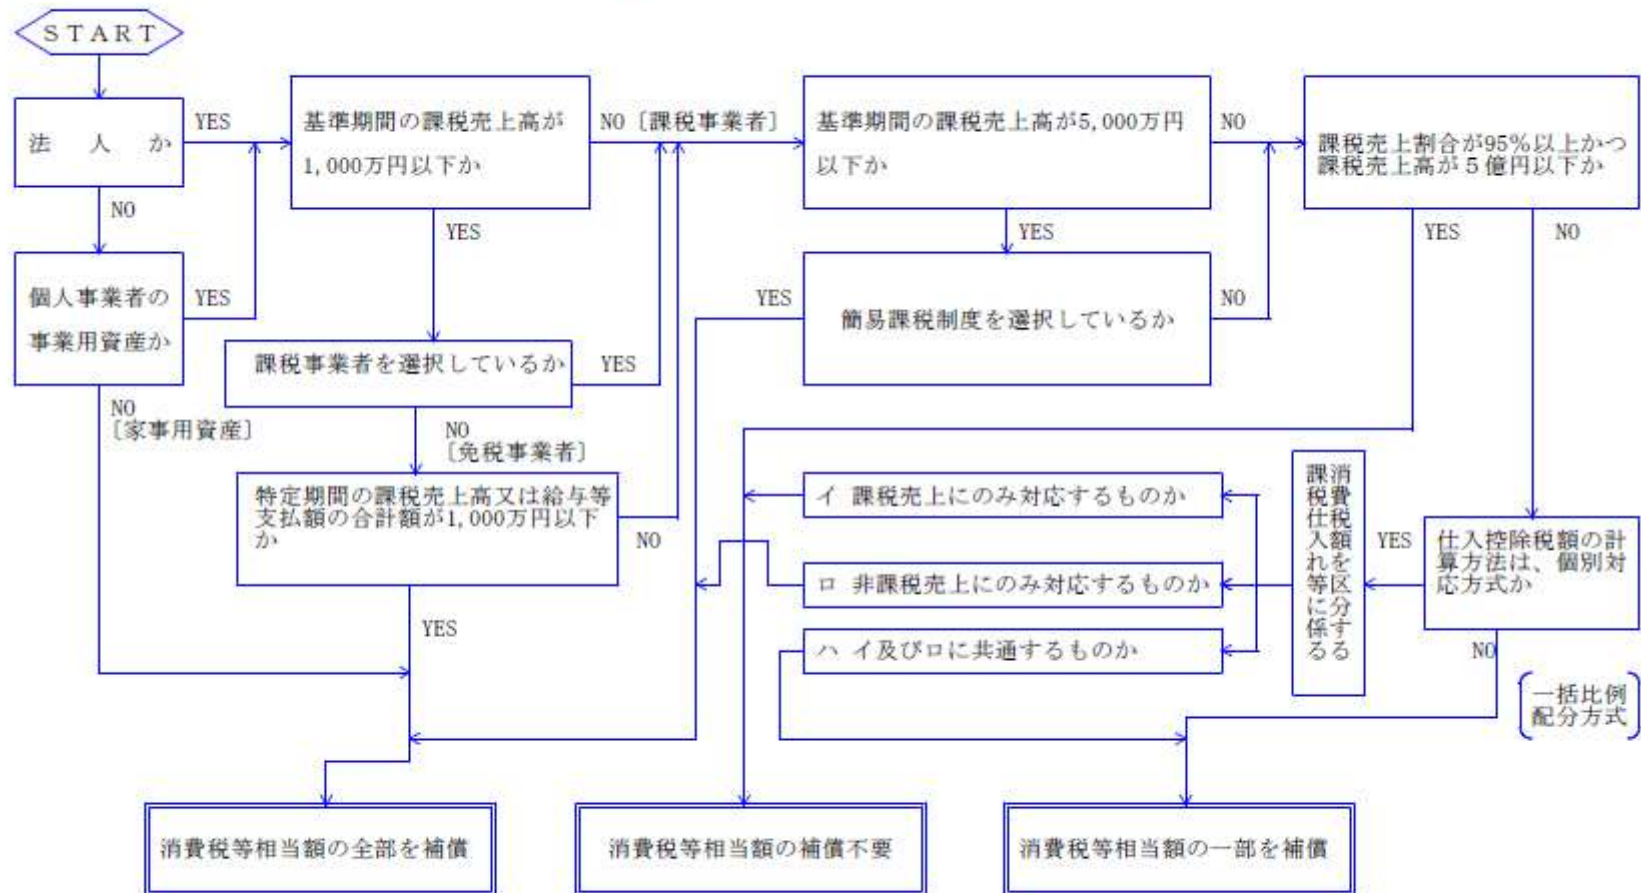 START
法人か
YES
NO
個人事業者の
事業用資産か
YES
NO
〔家事用資産〕
基準期間の課税売上高が
1,000万円以下か
NO〔課税事業者〕
YES
課税事業者を選択しているか
YES
NO
〔免税事業者〕
特定期間の課税売上高又は給与等
支払額の合計額が1,000万円以下
か
NO
YES
基準期間の課税売上高が5,000万円
以下か
NO
YES
簡易課税制度を選択しているか
YES
NO
課税売上割合が95%以上かつ
課税売上高が5億円以下か
YES
NO
仕入控除税額の計
算方法は、個別対
応方式か
YES
NO
〔一括比例
配分方式〕
課税仕入れ等に係る
消費税額を区分する
イ 課税売上にのみ対応するものか
ロ 非課税売上にのみ対応するものか
ハ イ及びロに共通するものか
消費税等相当額の全部を補償
消費税等相当額の補償不要
消費税等相当額の一部を補償